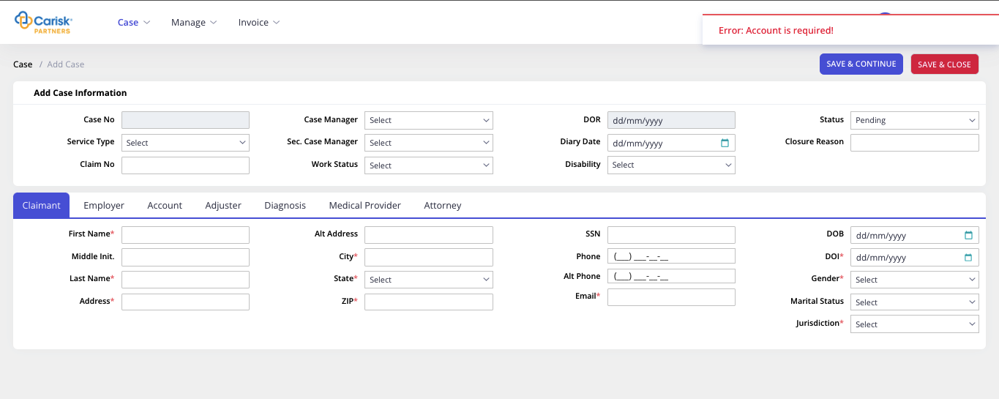 Carisk
PARTNERS
Case Manage Invoice
Error: Account is required!
Case / Add Case
SAVE & CONTINUE SAVE & CLOSE
Add Case Information
Case No Case Manager Select DOR dd/mm/yyyy Status Pending
Service Type Select Sec. Case Manager Select Diary Date dd/mm/yyyy Closure Reason
Claim No Work Status Select Disability Select
Claimant Employer Account Adjuster Diagnosis Medical Provider Attorney
First Name* Alt Address SSN DOB dd/mm/yyyy
Middle Init. City* Phone (___) ___-__-__ DOI* dd/mm/yyyy
Last Name* State* Select Alt Phone (___) ___-__-__ Gender* Select
Address* ZIP* Email* Marital Status Select
Jurisdiction* Select